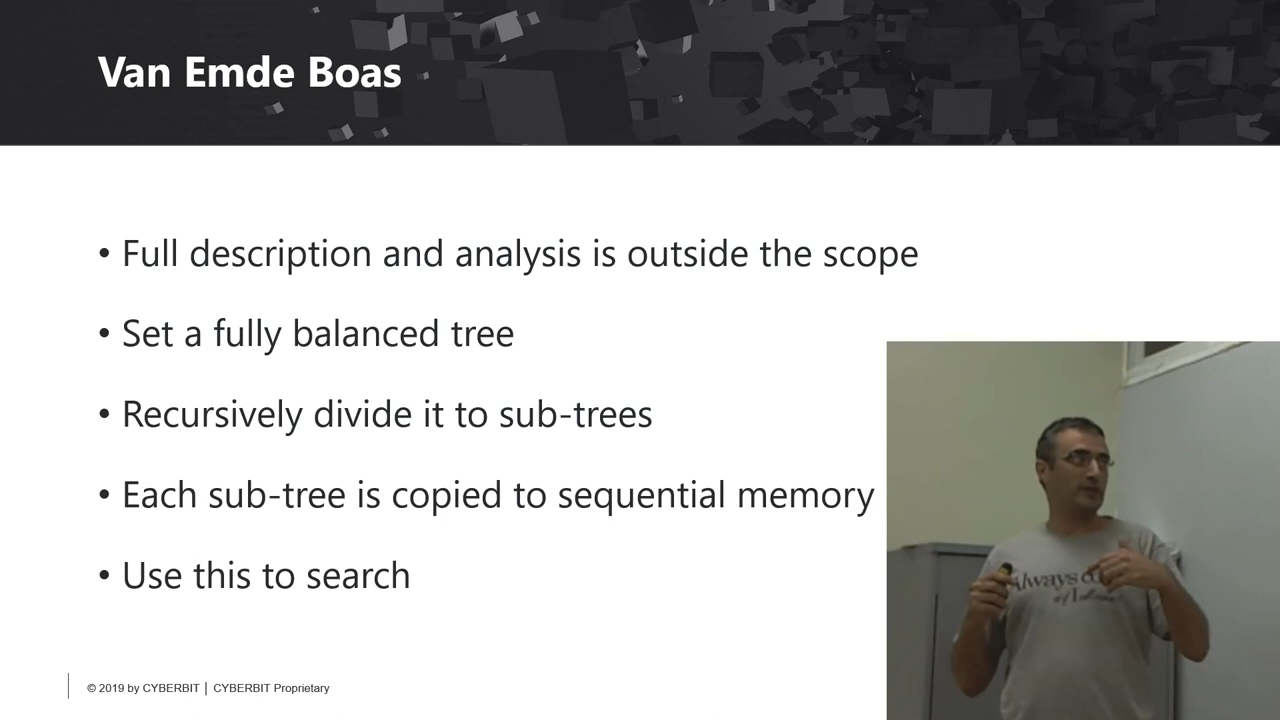 Van Emde Boas
• Full description and analysis is outside the scope
• Set a fully balanced tree
• Recursively divide it to sub-trees
• Each sub-tree is copied to sequential memory
• Use this to search
Always
of
© 2019 by CYBERBIT | CYBERBIT Proprietary